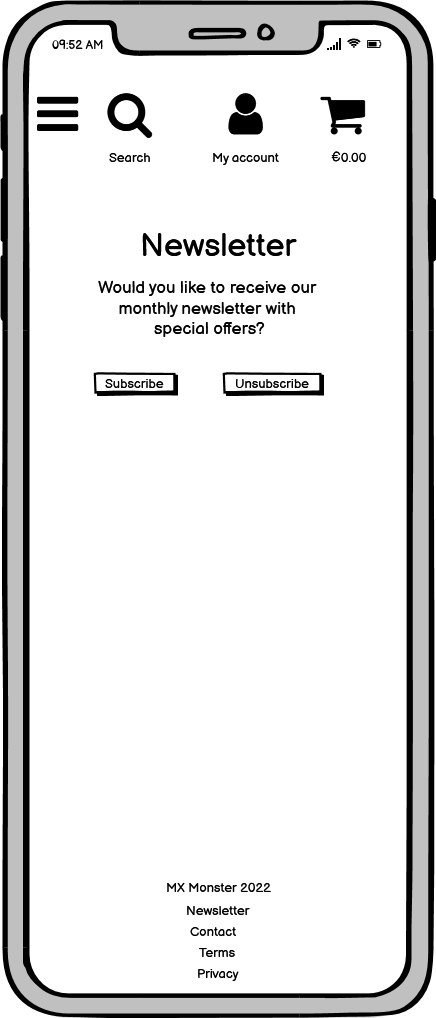 09:52 AM
Search
My account
€0.00
Newsletter
Would you like to receive our
monthly newsletter with
special offers?
Subscribe
Unsubscribe
MX Monster 2022
Newsletter
Contact
Terms
Privacy